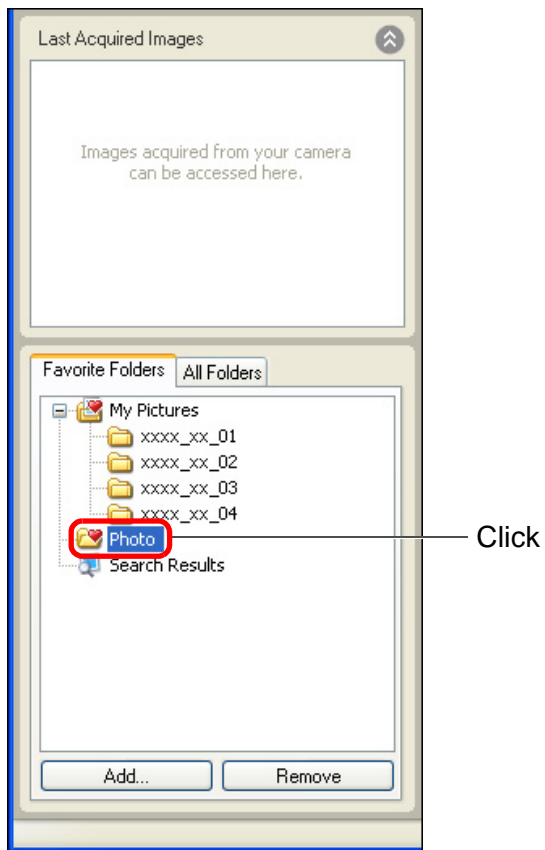 Last Acquired Images
Images acquired from your camera
can be accessed here.
Favorite Folders
All Folders
My Pictures
xxxx_xx_01
xxxx_xx_02
xxxx_xx_03
xxxx_xx_04
Photo
Click
Search Results
Add...
Remove